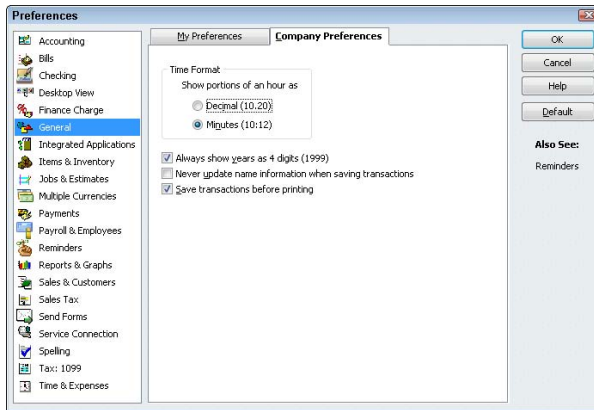 Preferences
Accounting
Bills
Checking
Desktop View
Finance Charge
General
Integrated Applications
Items & Inventory
Jobs & Estimates
Multiple Currencies
Payments
Payroll & Employees
Reminders
Reports & Graphs
Sales & Customers
Sales Tax
Send Forms
Service Connection
Spelling
Tax: 1099
Time & Expenses
My Preferences
Company Preferences
Time Format
Show portions of an hour as
Decimal (10.20)
Minutes (10:12)
Always show years as 4 digits (1999)
Never update name information when saving transactions
Save transactions before printing
OK
Cancel
Help
Default
Also See:
Reminders